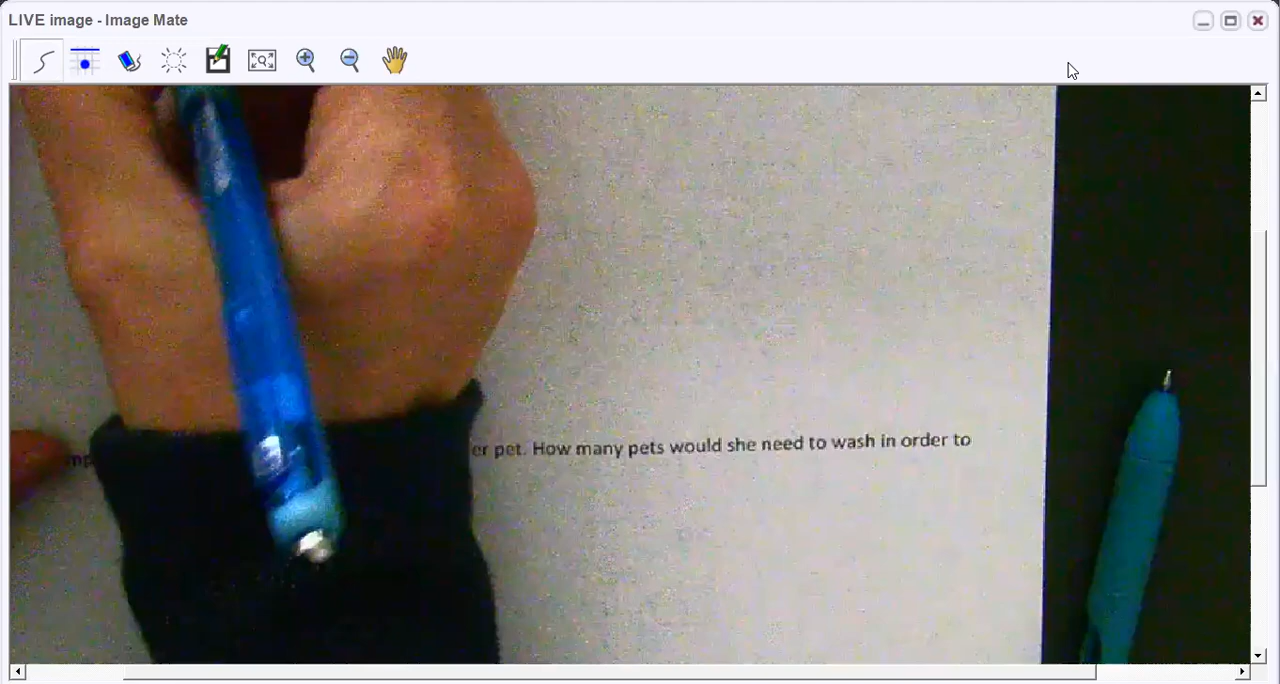 LIVE image - Image Mate
er pet. How many pets would she need to wash in order to